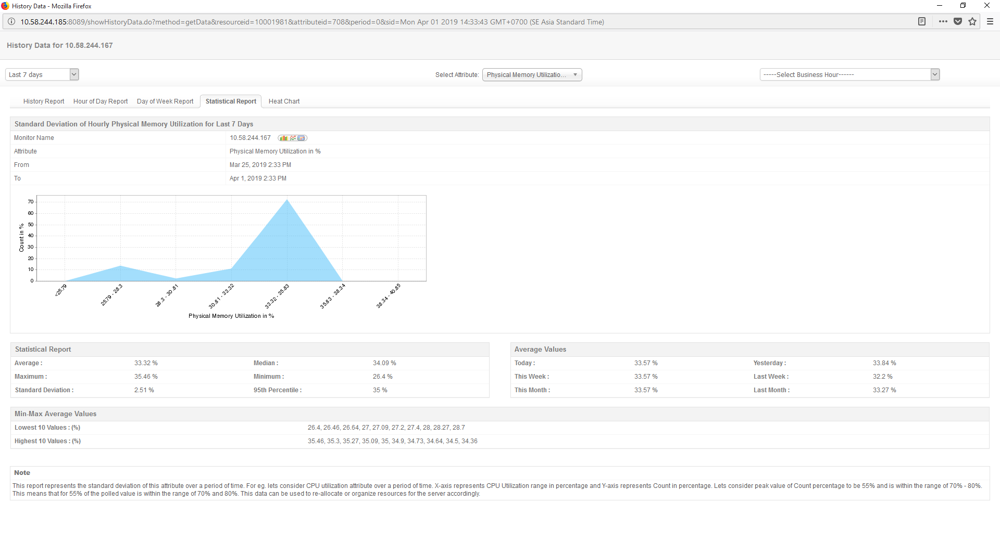 History Data - Mozilla Firefox
10.58.244.185:8089/showHistoryData.do?method=getData&resourceid=10001981&attributeid=708&period=0&sid=Mon Apr 01 2019 14:33:43 GMT+0700 (SE Asia Standard Time)
History Data for 10.58.244.167
Last 7 days Select Attribute: Physical Memory Utilizatio... -----Select Business Hour------
History Report Hour of Day Report Day of Week Report Statistical Report Heat Chart
Standard Deviation of Hourly Physical Memory Utilization for Last 7 Days
Monitor Name 10.58.244.167
Attribute Physical Memory Utilization in %
From Mar 25, 2019 2:33 PM
To Apr 1, 2019 2:33 PM
70
60
50
40
30
20
10
0
Count in %
<25.79 25.79 - 28.3 28.3 - 30.81 30.81 - 33.32 33.32 - 35.83 35.83 - 38.34 38.34 - 40.85
Physical Memory Utilization in %
Statistical Report
Average : 33.32 % Median : 34.09 %
Maximum : 35.46 % Minimum : 26.4 %
Standard Deviation : 2.51 % 95th Percentile : 35 %
Average Values
Today : 33.57 % Yesterday : 33.84 %
This Week : 33.57 % Last Week : 32.2 %
This Month : 33.57 % Last Month : 33.27 %
Min-Max Average Values
Lowest 10 Values : (%) 26.4, 26.46, 26.64, 27, 27.09, 27.2, 27.4, 28, 28.27, 28.7
Highest 10 Values : (%) 35.46, 35.3, 35.27, 35.09, 35, 34.9, 34.73, 34.64, 34.5, 34.36
Note
This report represents the standard deviation of this attribute over a period of time. For eg. lets consider CPU utilization attribute over a period of time. X-axis represents CPU Utilization range in percentage and Y-axis represents Count in percentage. Lets consider peak value of Count percentage to be 55% and is within the range of 70% - 80%.
This means that for 55% of the polled value is within the range of 70% and 80%. This data can be used to re-allocate or organize resources for the server accordingly.